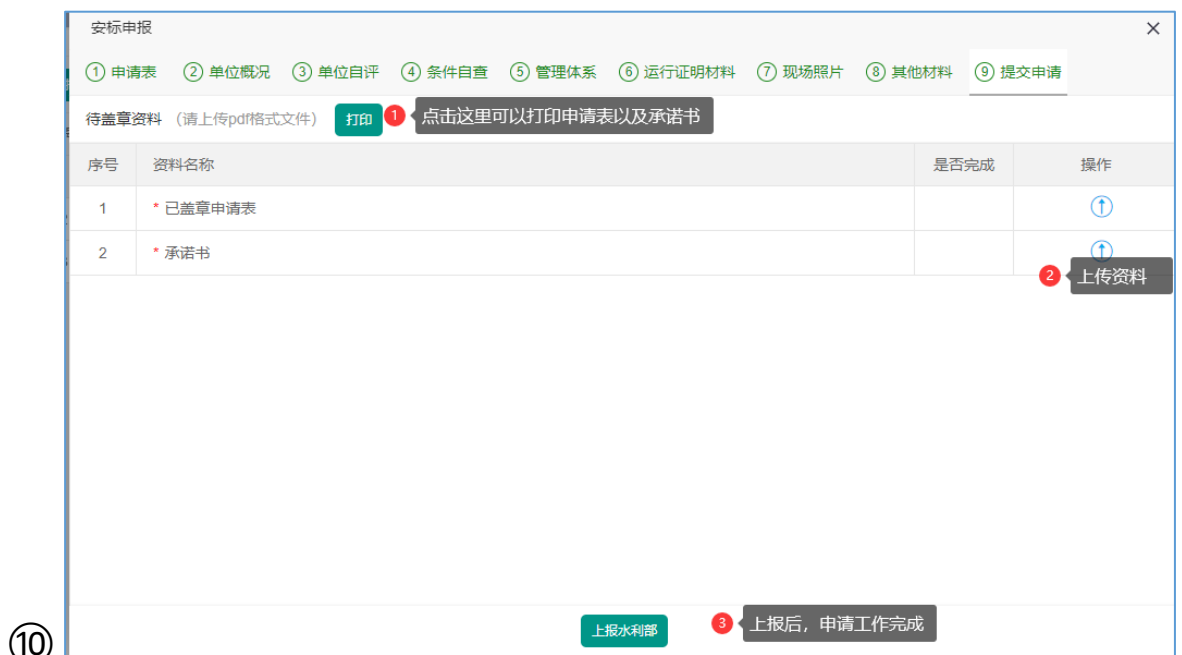 安标申报
① 申请表 ② 单位概况 ③ 单位自评 ④ 条件自查 ⑤ 管理体系 ⑥ 运行证明材料 ⑦ 现场照片 ⑧ 其他材料 ⑨ 提交申请
待盖章资料 (请上传pdf格式文件) 打印 1 点击这里可以打印申请表以及承诺书
序号 资料名称 是否完成 操作
1 * 已盖章申请表
2 * 承诺书
2 上传资料
上报水利部 3 上报后，申请工作完成
⑩